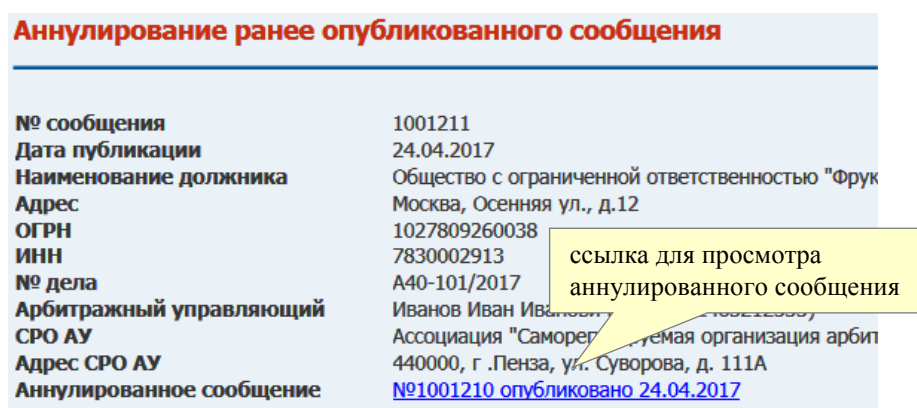 Аннулирование ранее опубликованного сообщения
№ сообщения 1001211
Дата публикации 24.04.2017
Наименование должника Общество с ограниченной ответственностью "Фрук
Адрес Москва, Осенняя ул., д.12
ОГРН 1027809260038
ИНН 7830002913
ссылка для просмотра
аннулированного сообщения
№ дела А40-101/2017
Арбитражный управляющий Иванов Иван
СРО АУ Ассоциация организация арбит
Адрес СРО АУ 440000, г .Пенза, ул. Суворова, д. 111А
Аннулированное сообщение №1001210 опубликовано 24.04.2017